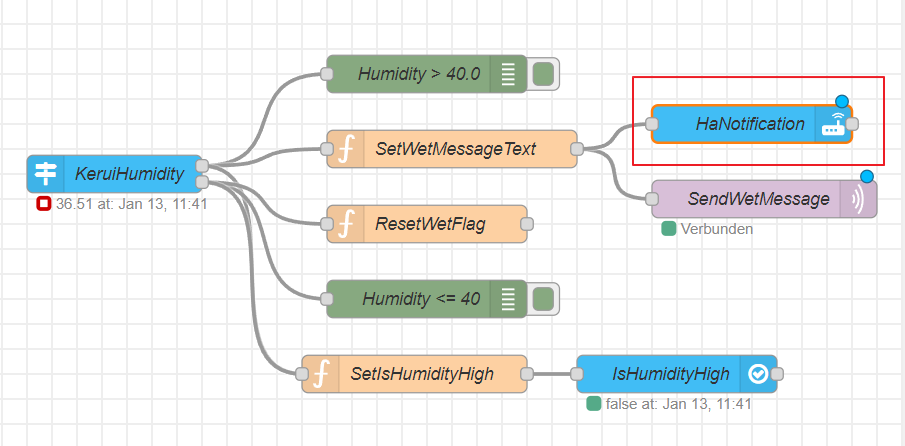 Humidity > 40.0
HaNotification
SetWetMessageText
KeruiHumidity
36.51 at: Jan 13, 11:41
SendWetMessage
Verbunden
ResetWetFlag
Humidity <= 40
SetIsHumidityHigh
IsHumidityHigh
false at: Jan 13, 11:41